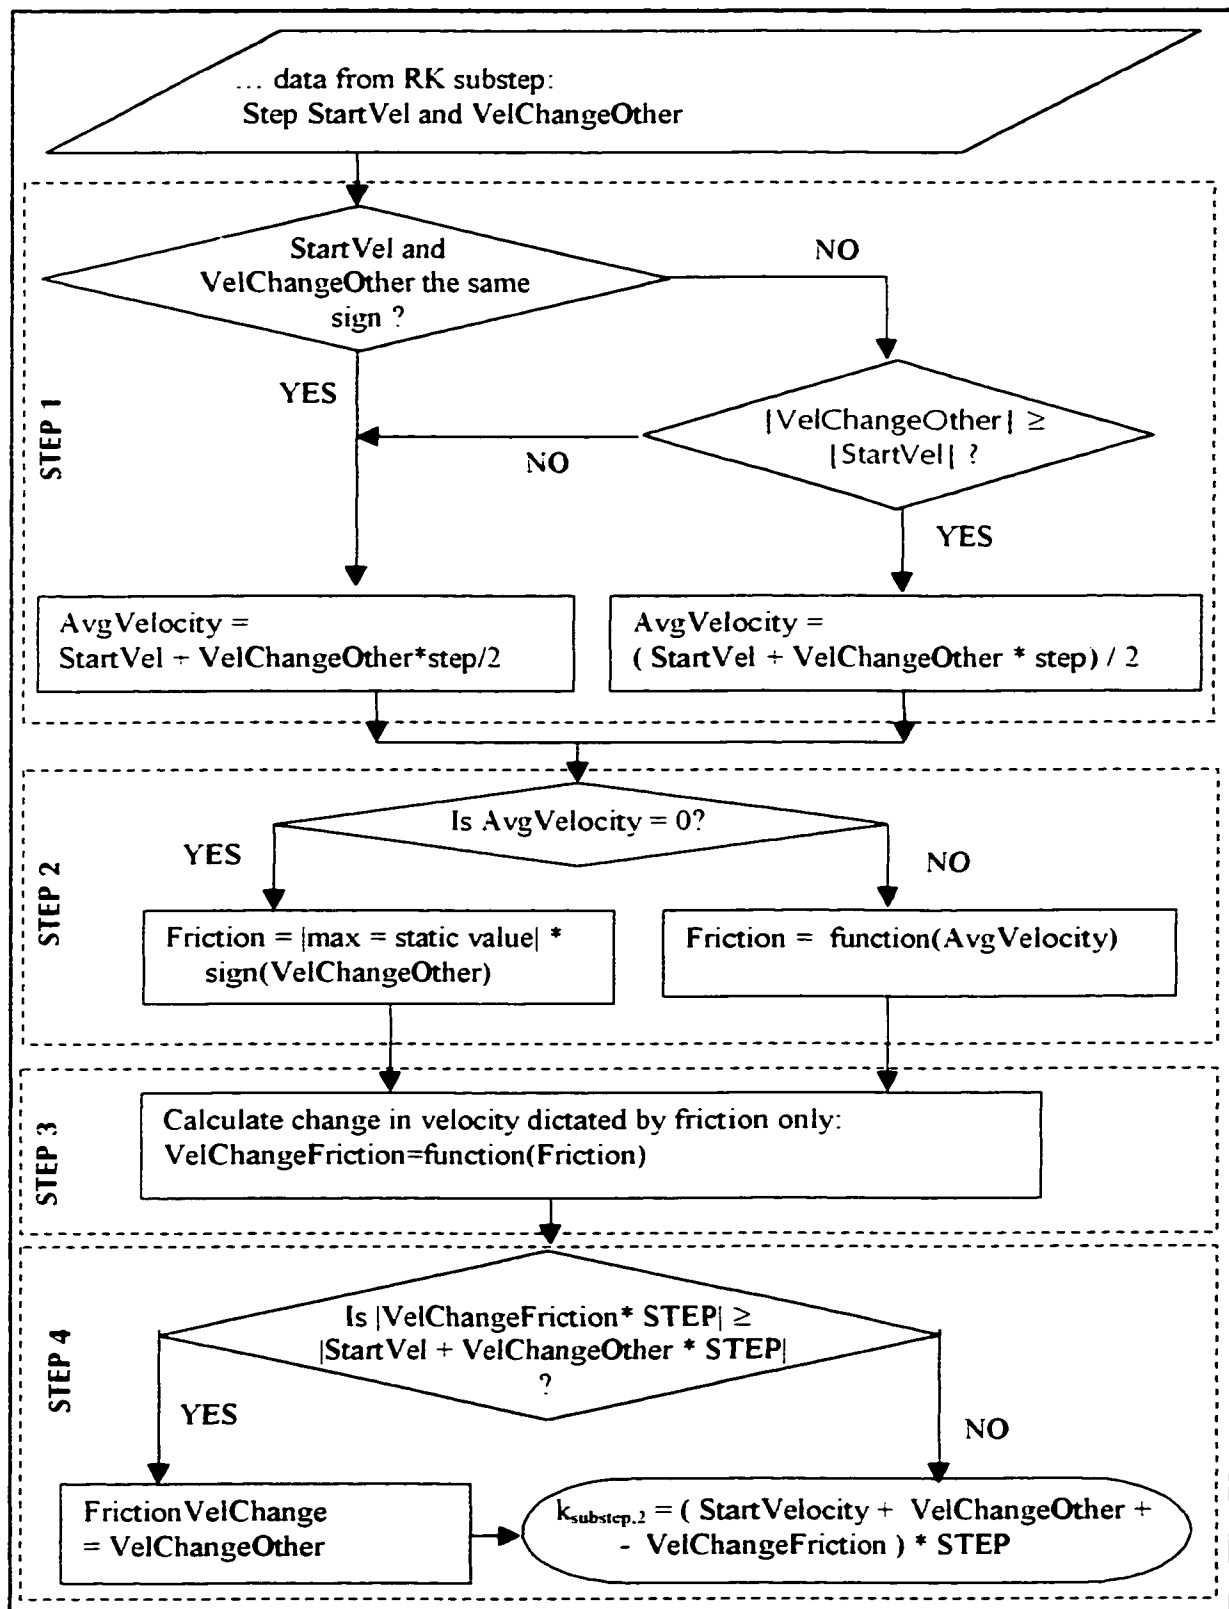 ... data from RK substep:
Step StartVel and VelChangeOther
STEP 1
StartVel and
VelChangeOther the same
sign ?
NO
YES
|VelChangeOther| ≥
|StartVel| ?
NO
YES
AvgVelocity =
StartVel + VelChangeOther*step/2
AvgVelocity =
( StartVel + VelChangeOther * step) / 2
STEP 2
Is AvgVelocity = 0?
YES
NO
Friction = |max = static value| *
sign(VelChangeOther)
Friction = function(AvgVelocity)
STEP 3
Calculate change in velocity dictated by friction only:
VelChangeFriction=function(Friction)
STEP 4
Is |VelChangeFriction* STEP| ≥
|StartVel + VelChangeOther * STEP|
?
YES
NO
FrictionVelChange
= VelChangeOther
k_substep,2 = ( StartVelocity + VelChangeOther +
- VelChangeFriction ) * STEP